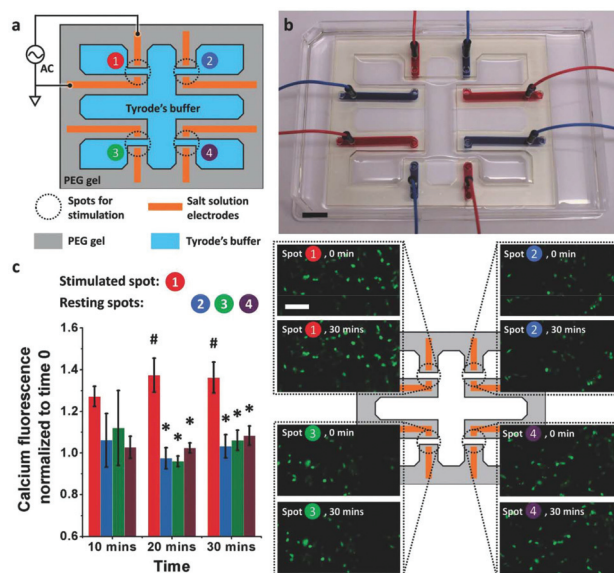 a
AC
1
2
Tyrode's buffer
3
4
PEG gel
Spots for
stimulation
Salt solution
electrodes
PEG gel
Tyrode's buffer
b
c
Stimulated spot: 1
Resting spots: 2 3 4
Calcium fluorescence
normalized to time 0
1.6
1.4
1.2
1.0
0.8
0.6
#
#
* * *
* * *
10 mins
20 mins
30 mins
Time
Spot 1 , 0 min
Spot 1 , 30 mins
Spot 2 , 0 min
Spot 2 , 30 mins
Spot 3 , 0 min
Spot 3 , 30 mins
Spot 4 , 0 min
Spot 4 , 30 mins